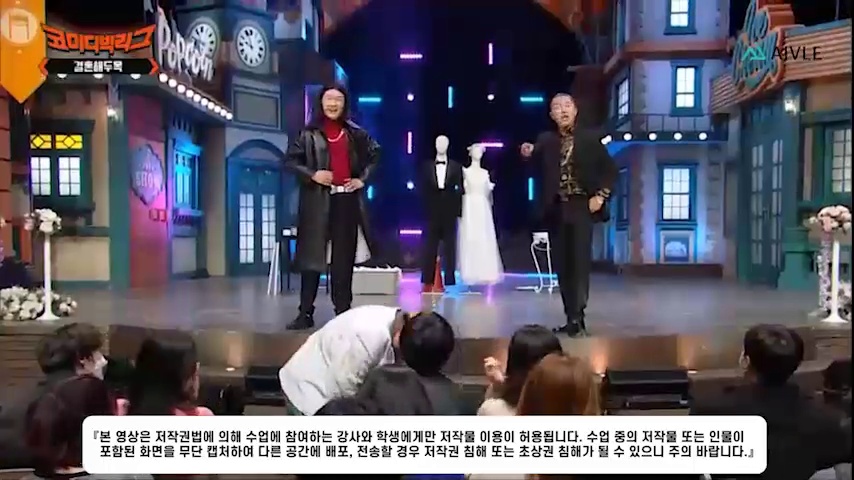 코미디빅리그
결혼해두목
POPCORN
AIVLE
SHOW
『본 영상은 저작권법에 의해 수업에 참여하는 강사와 학생에게만 저작물 이용이 허용됩니다. 수업 중의 저작물 또는 인물이
포함된 화면을 무단 캡처하여 다른 공간에 배포, 전송할 경우 저작권 침해 또는 초상권 침해가 될 수 있으니 주의 바랍니다.』